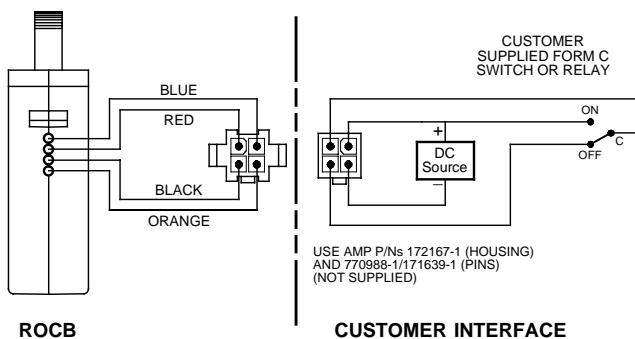 BLUE
RED
BLACK
ORANGE
ROCB
CUSTOMER
SUPPLIED FORM C
SWITCH OR RELAY
ON
C
OFF
+
DC
Source
–
USE AMP P/Ns 172167-1 (HOUSING)
AND 770988-1/171639-1 (PINS)
(NOT SUPPLIED)
CUSTOMER INTERFACE